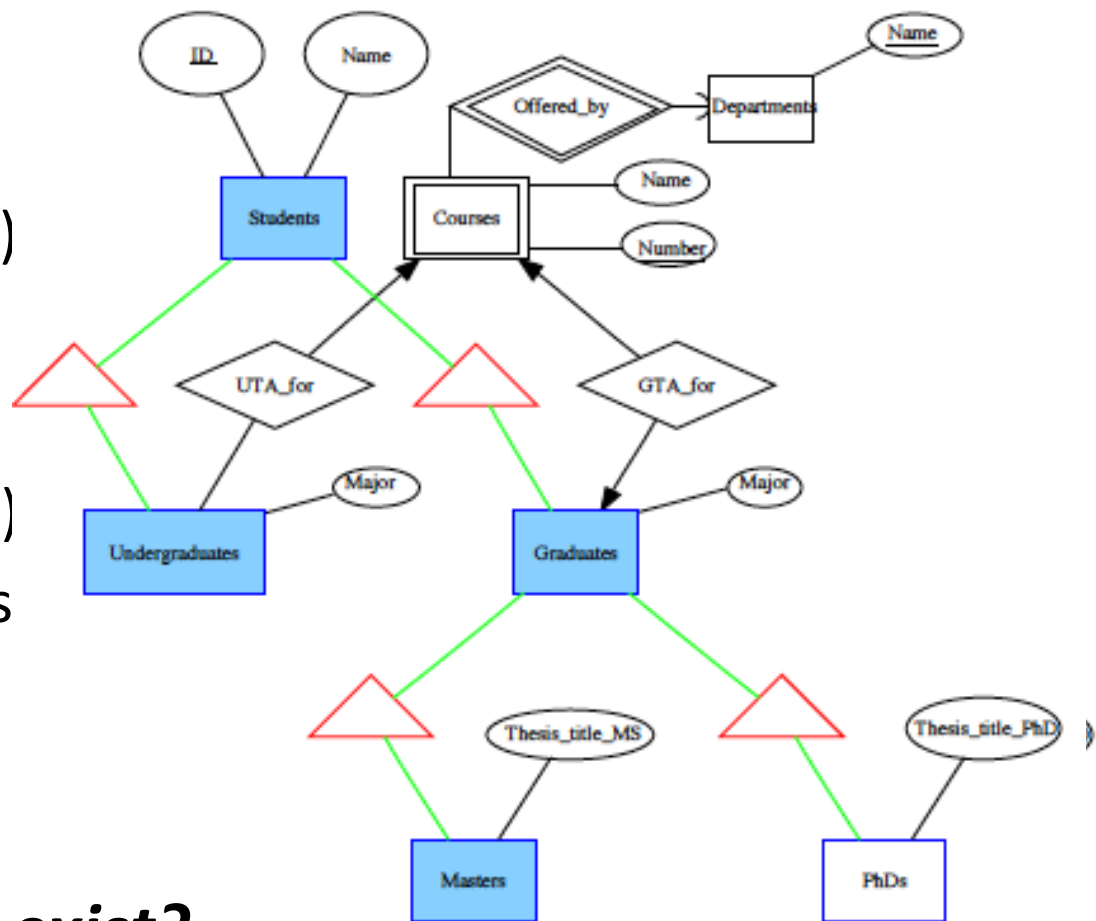 ID
Name
Name
Offered_by
Departments
Name
Students
Courses
Number
)
UTA_for
GTA_for
Major
Major
)
Undergraduates
Graduates
s
Thesis_title_MS
Thesis_title_PhD
Masters
PhDs
exist?